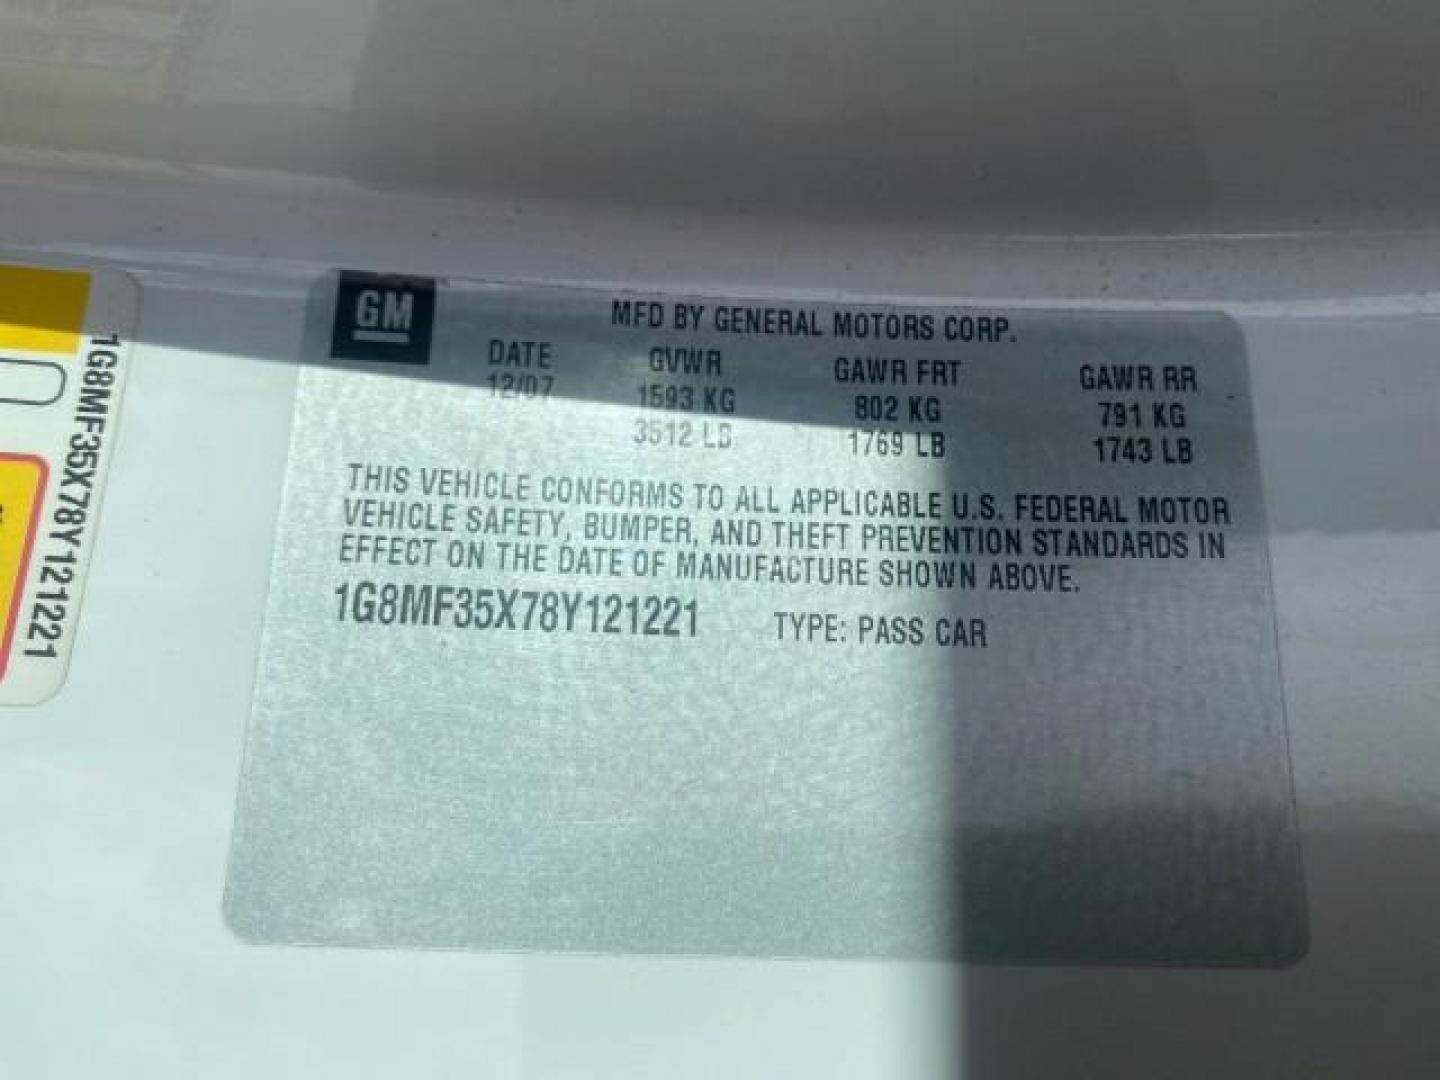 GM
MFD BY GENERAL MOTORS CORP.
DATE GVWR GAWR FRT GAWR RR
12/07 1593 KG 802 KG 791 KG
3512 LB 1769 LB 1743 LB
THIS VEHICLE CONFORMS TO ALL APPLICABLE U.S. FEDERAL MOTOR
VEHICLE SAFETY, BUMPER, AND THEFT PREVENTION STANDARDS IN
EFFECT ON THE DATE OF MANUFACTURE SHOWN ABOVE.
1G8MF35X78Y121221 TYPE: PASS CAR
1G8MF35X78Y121221